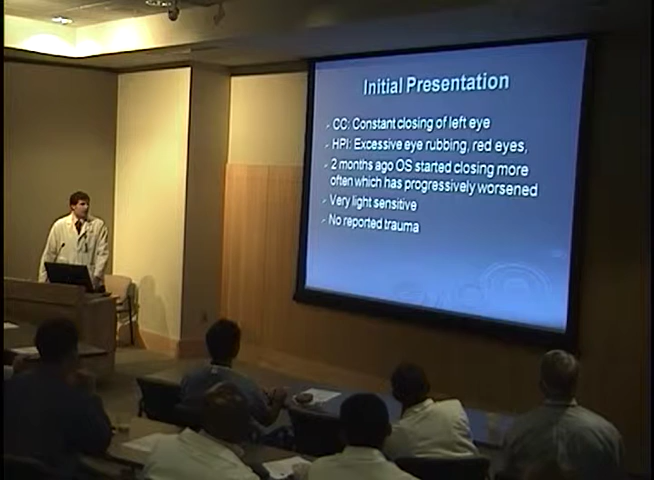 Initial Presentation
CC: Constant closing of left eye
HPI: Excessive eye rubbing, red eyes,
2 months ago OS started closing more
often which has progressively worsened
Very light sensitive
No reported trauma